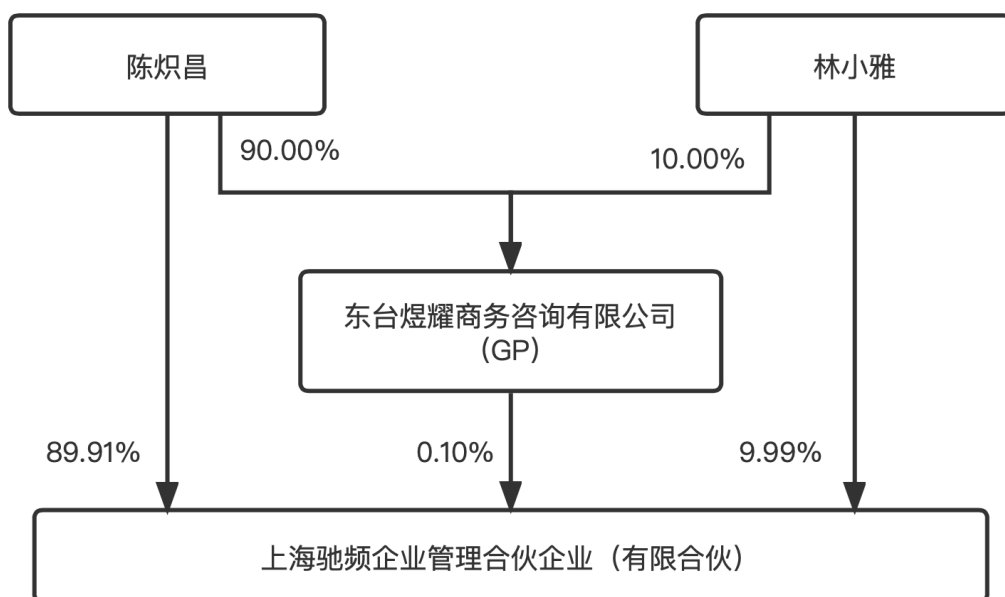 陈炽昌
林小雅
90.00%
10.00%
东台煜耀商务咨询有限公司
（GP）
89.91%
0.10%
9.99%
上海驰频企业管理合伙企业（有限合伙）